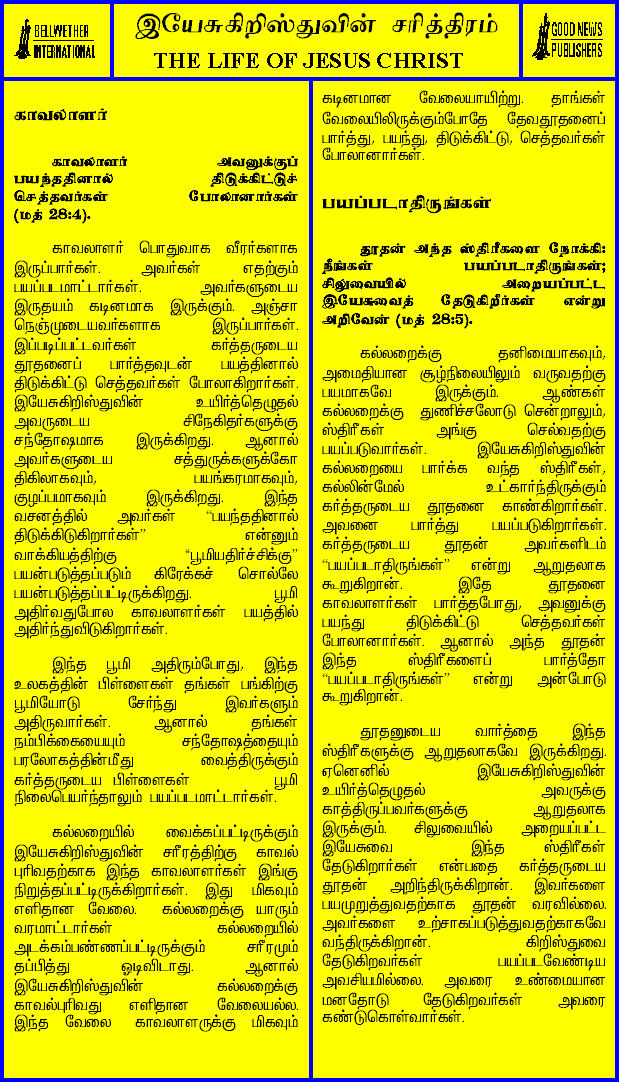 BELLWETHER
INTERNATIONAL
இயேசுகிறிஸ்துவின் சரித்திரம்
THE LIFE OF JESUS CHRIST
GOOD NEWS
PUBLISHERS
காவலாளர்
காவலாளர் அவனுக்குப்
பயந்ததினால் திடுக்கிட்டுச்
செத்தவர்கள் போலானார்கள்
(மத் 28:4).
காவலாளர் பொதுவாக வீரர்களாக
இருப்பார்கள். அவர்கள் எதற்கும்
பயப்படமாட்டார்கள். அவர்களுடைய
இருதயம் கடினமாக இருக்கும். அஞ்சா
நெஞ்முடையவர்களாக இருப்பார்கள்.
இப்படிப்பட்டவர்கள் கர்த்தருடைய
தூதனைப் பார்த்தவுடன் பயத்தினால்
திடுக்கிட்டு செத்தவர்கள் போலாகிறார்கள்.
இயேசுகிறிஸ்துவின் உயிர்த்தெழுதல்
அவருடைய சிநேகிதர்களுக்கு
சந்தோஷமாக இருக்கிறது. ஆனால்
அவர்களுடைய சத்துருக்களுக்கோ
திகிலாகவும், பயங்கரமாகவும்,
குழப்பமாகவும் இருக்கிறது. இந்த
வசனத்தில் அவர்கள் “பயந்ததினால்
திடுக்கிடுகிறார்கள்” என்னும்
வாக்கியத்திற்கு “பூமியதிர்ச்சிக்கு”
பயன்படுத்தப்படும் கிரேக்கச் சொல்லே
பயன்படுத்தப்பட்டிருக்கிறது. பூமி
அதிர்வதுபோல காவலாளர்கள் பயத்தில்
அதிர்ந்துவிடுகிறார்கள்.
இந்த பூமி அதிரும்போது, இந்த
உலகத்தின் பிள்ளைகள் தங்கள் பங்கிற்கு
பூமியோடு சேர்ந்து இவர்களும்
அதிருவார்கள். ஆனால் தங்கள்
நம்பிக்கையையும் சந்தோஷத்தையும்
பரலோகத்தின்மீது வைத்திருக்கும்
கர்த்தருடைய பிள்ளைகள் பூமி
நிலைபெயர்ந்தாலும் பயப்படமாட்டார்கள்.
கல்லறையில் வைக்கப்பட்டிருக்கும்
இயேசுகிறிஸ்துவின் சரீரத்திற்கு காவல்
புரிவதற்காக இந்த காவலாளர்கள் இங்கு
நிறுத்தப்பட்டிருக்கிறார்கள். இது மிகவும்
எளிதான வேலை. கல்லறைக்கு யாரும்
வரமாட்டார்கள் கல்லறையில்
அடக்கம்பண்ணப்பட்டிருக்கும் சரீரமும்
தப்பித்து ஓடிவிடாது. ஆனால்
இயேசுகிறிஸ்துவின் கல்லறைக்கு
காவல்புரிவது எளிதான வேலையல்ல.
இந்த வேலை காவலாளருக்கு மிகவும்
கடினமான வேலையாயிற்று. தாங்கள்
வேலையிலிருக்கும்போதே தேவதூதனைப்
பார்த்து, பயந்து, திடுக்கிட்டு, செத்தவர்கள்
போலானார்கள்.
பயப்படாதிருங்கள்
தூதன் அந்த ஸ்திரீகளை நோக்கி:
நீங்கள் பயப்படாதிருங்கள்;
சிலுவையில் அறையப்பட்ட
இயேசுவைத் தேடுகிறீர்கள் என்று
அறிவேன் (மத் 28:5).
கல்லறைக்கு தனிமையாகவும்,
அமைதியான சூழ்நிலையிலும் வருவதற்கு
பயமாகவே இருக்கும். ஆண்கள்
கல்லறைக்கு துணிச்சலோடு சென்றாலும்,
ஸ்திரீகள் அங்கு செல்வதற்கு
பயப்படுவார்கள். இயேசுகிறிஸ்துவின்
கல்லறையை பார்க்க வந்த ஸ்திரீகள்,
கல்லின்மேல் உட்கார்ந்திருக்கும்
கர்த்தருடைய தூதனை காண்கிறார்கள்.
அவனை பார்த்து பயப்படுகிறார்கள்.
கர்த்தருடைய தூதன் அவர்களிடம்
“பயப்படாதிருங்கள்” என்று ஆறுதலாக
கூறுகிறான். இதே தூதனை
காவலாளர்கள் பார்த்தபோது, அவனுக்கு
பயந்து திடுக்கிட்டு செத்தவர்கள்
போலானார்கள். ஆனால் அந்த தூதன்
இந்த ஸ்திரீகளைப் பார்த்தோ
“பயப்படாதிருங்கள்” என்று அன்போடு
கூறுகிறான்.
தூதனுடைய வார்த்தை இந்த
ஸ்திரீகளுக்கு ஆறுதலாகவே இருக்கிறது.
ஏனெனில் இயேசுகிறிஸ்துவின்
உயிர்த்தெழுதல் அவருக்கு
காத்திருப்பவர்களுக்கு ஆறுதலாக
இருக்கும். சிலுவையில் அறையப்பட்ட
இயேசுவை இந்த ஸ்திரீகள்
தேடுகிறார்கள் என்பதை கர்த்தருடைய
தூதன் அறிந்திருக்கிறான். இவர்களை
பயமுறுத்துவதற்காக தூதன் வரவில்லை.
அவர்களை உற்சாகப்படுத்துவதற்காகவே
வந்திருக்கிறான். கிறிஸ்துவை
தேடுகிறவர்கள் பயப்படவேண்டிய
அவசியமில்லை. அவரை உண்மையான
மனதோடு தேடுகிறவர்கள் அவரை
கண்டுகொள்வார்கள்.